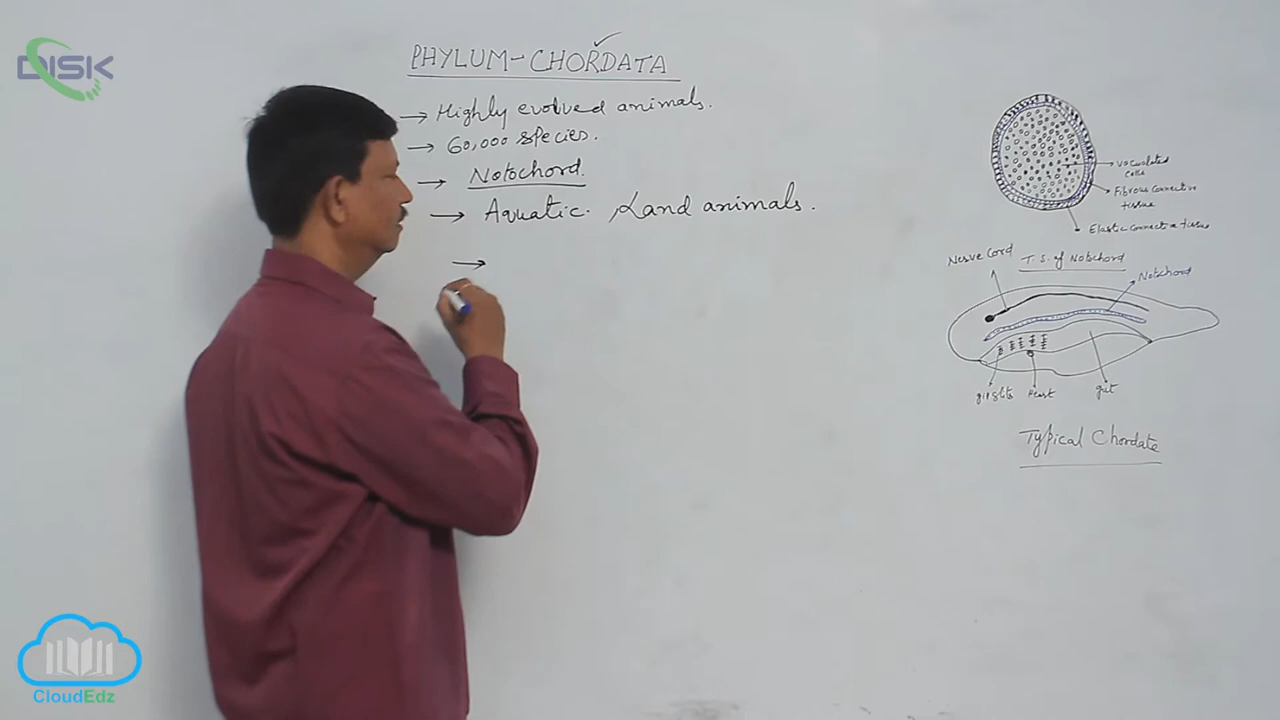 DISK
PHYLUM-CHORDATA
→ Highly evolved animals.
→ 60,000 species.
→ Notochord.
→ Aquatic. Land animals.
→
vacuolated
cells
Fibrous connective
tissue
Elastic connective tissue
T.S. of Notochord
Nerve Cord
Notochord
gill slits
Heart
gut
Typical Chordate
CloudEdz